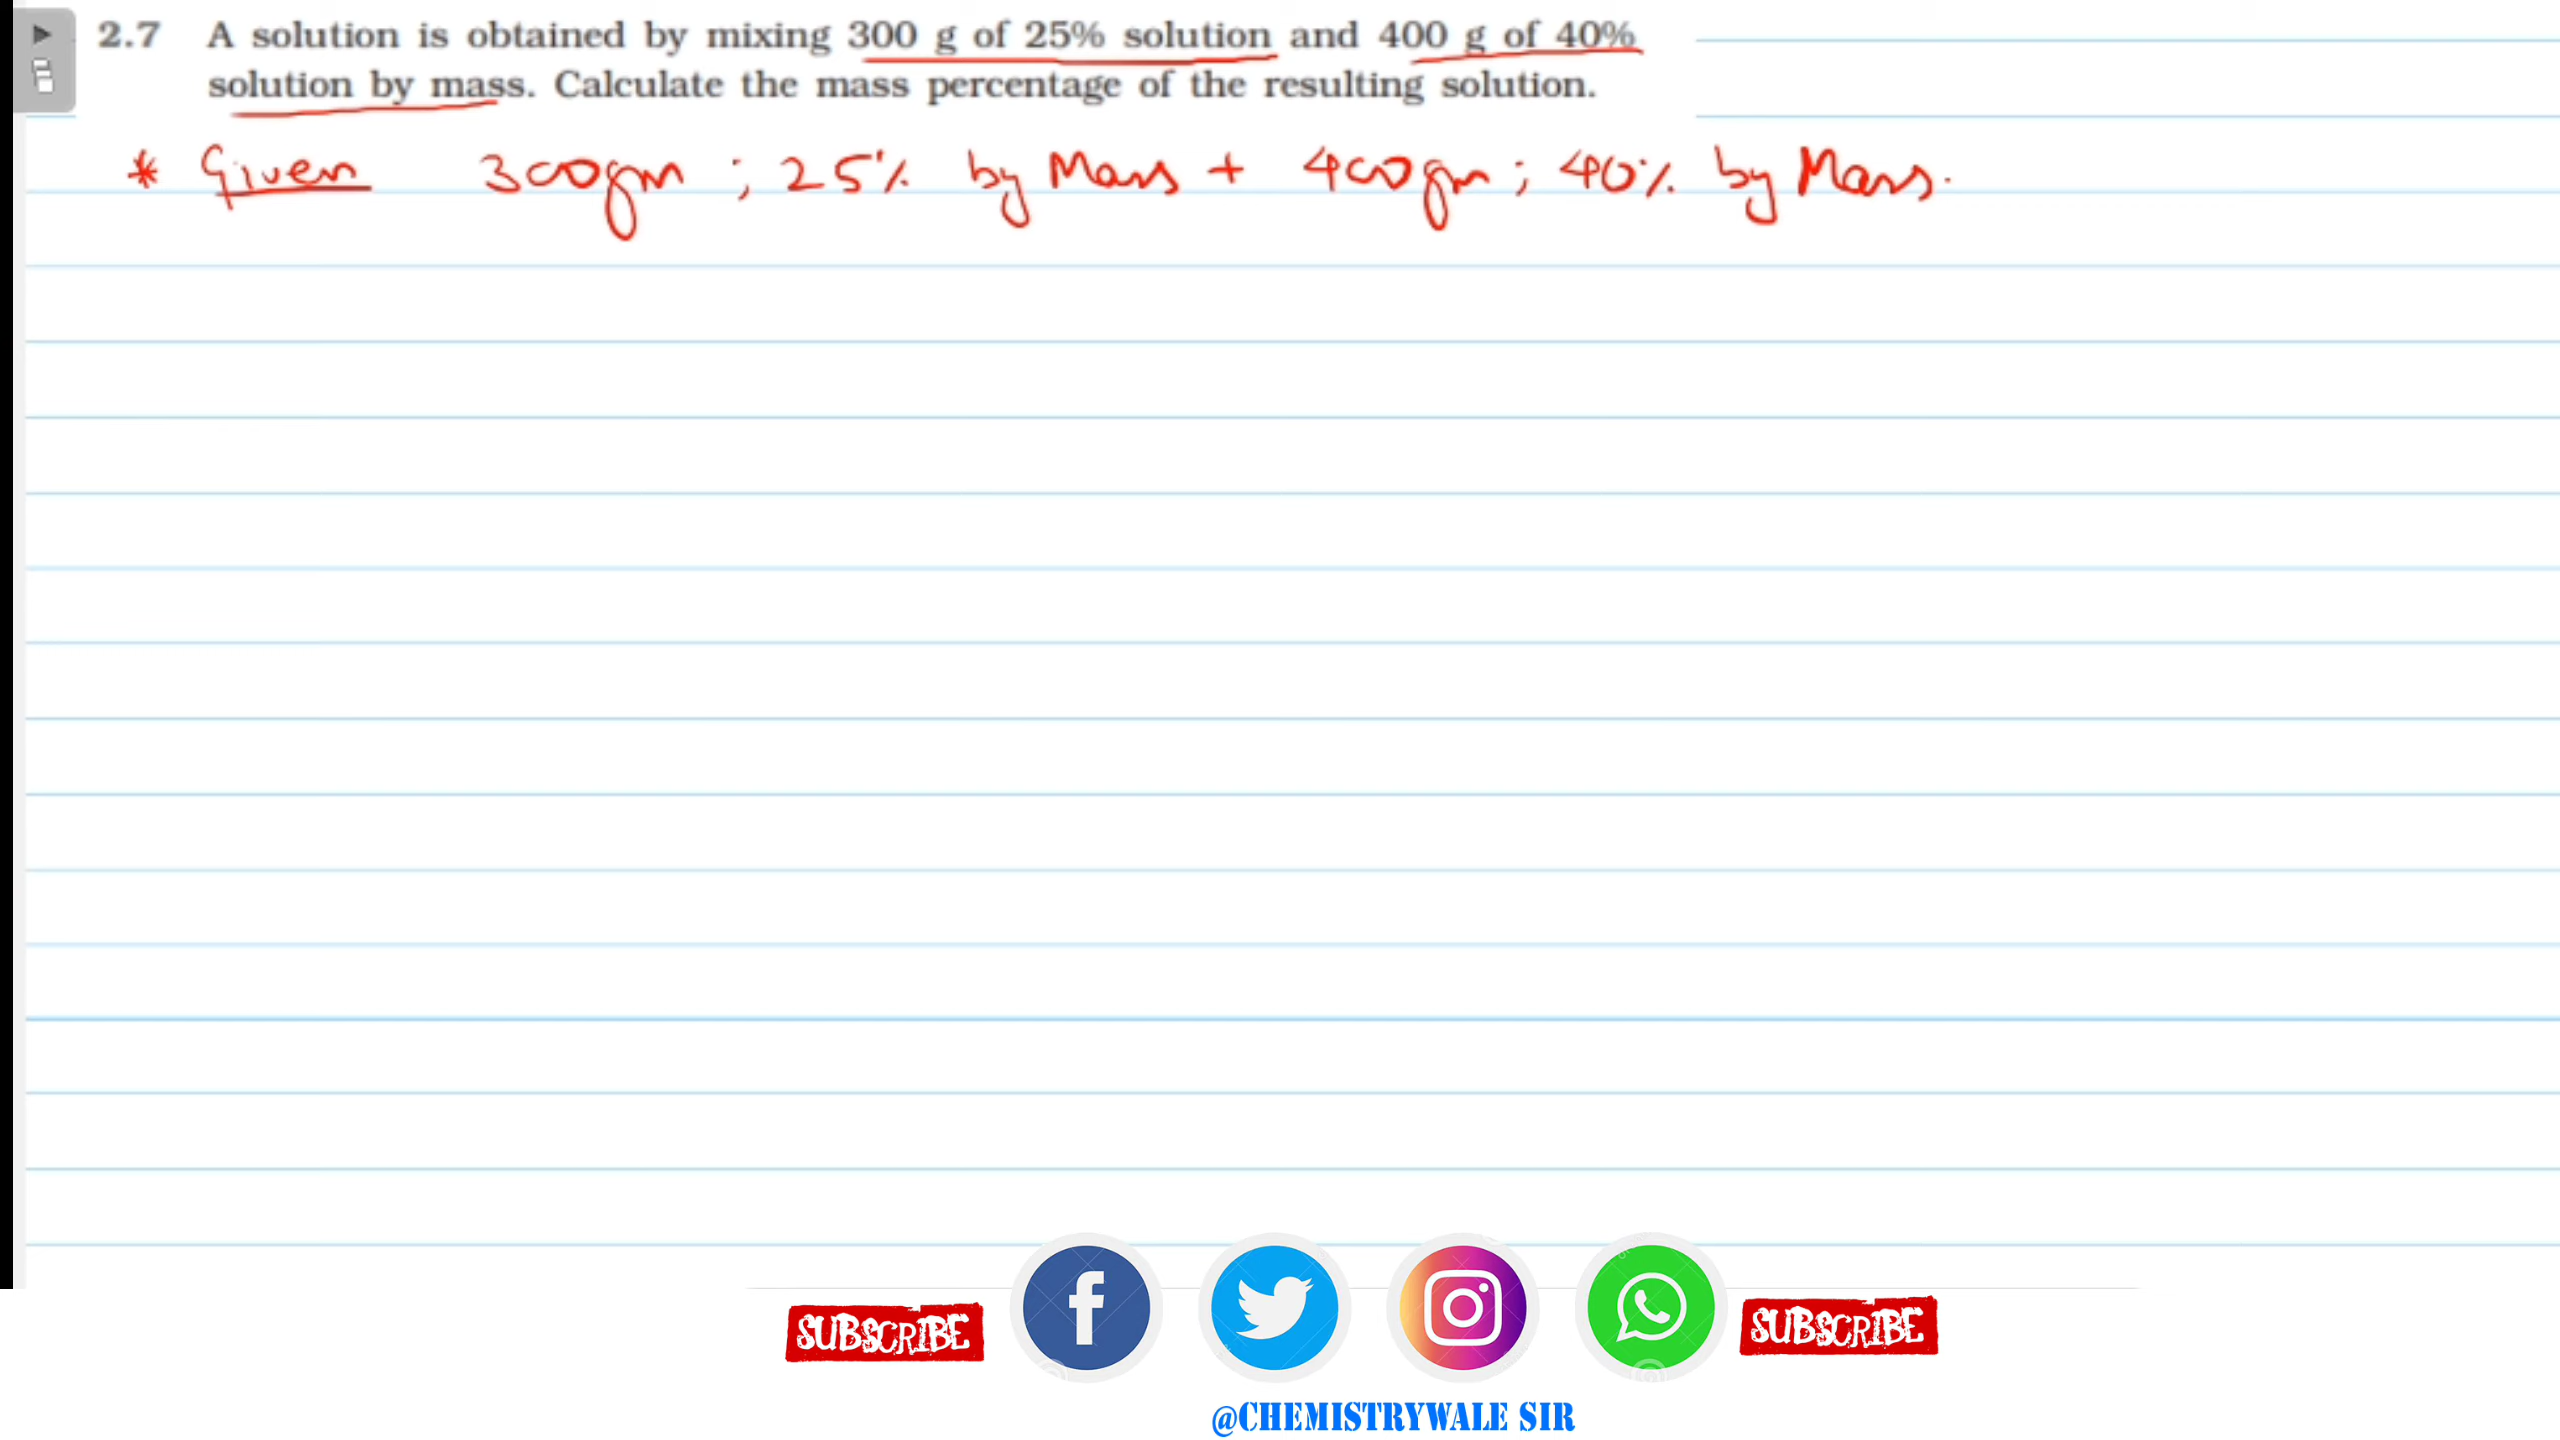 2.7 A solution is obtained by mixing 300 g of 25% solution and 400 g of 40%
solution by mass. Calculate the mass percentage of the resulting solution.
* Given 300gm ; 25% by Mass + 400gm ; 40% by Mass.
SUBSCRIBE f SUBSCRIBE
@CHEMISTRYWALE SIR